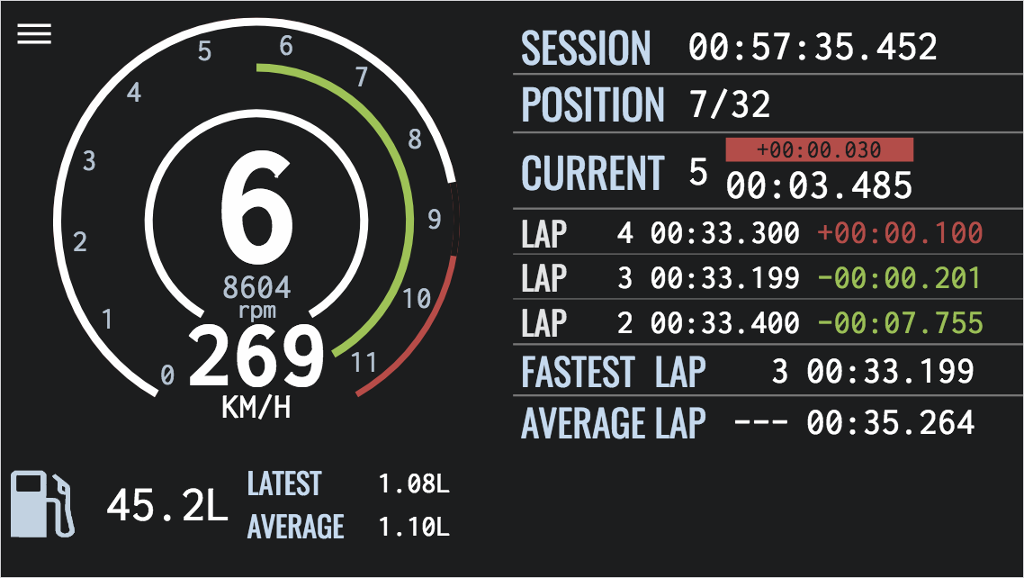 0
1
2
3
4
5
6
7
8
9
10
11
6
8604
rpm
269
KM/H
45.2L
LATEST 1.08L
AVERAGE 1.10L
SESSION 00:57:35.452
POSITION 7/32
+00:00.030
CURRENT 5 00:03.485
LAP 4 00:33.300 +00:00.100
LAP 3 00:33.199 -00:00.201
LAP 2 00:33.400 -00:07.755
FASTEST LAP 3 00:33.199
AVERAGE LAP --- 00:35.264